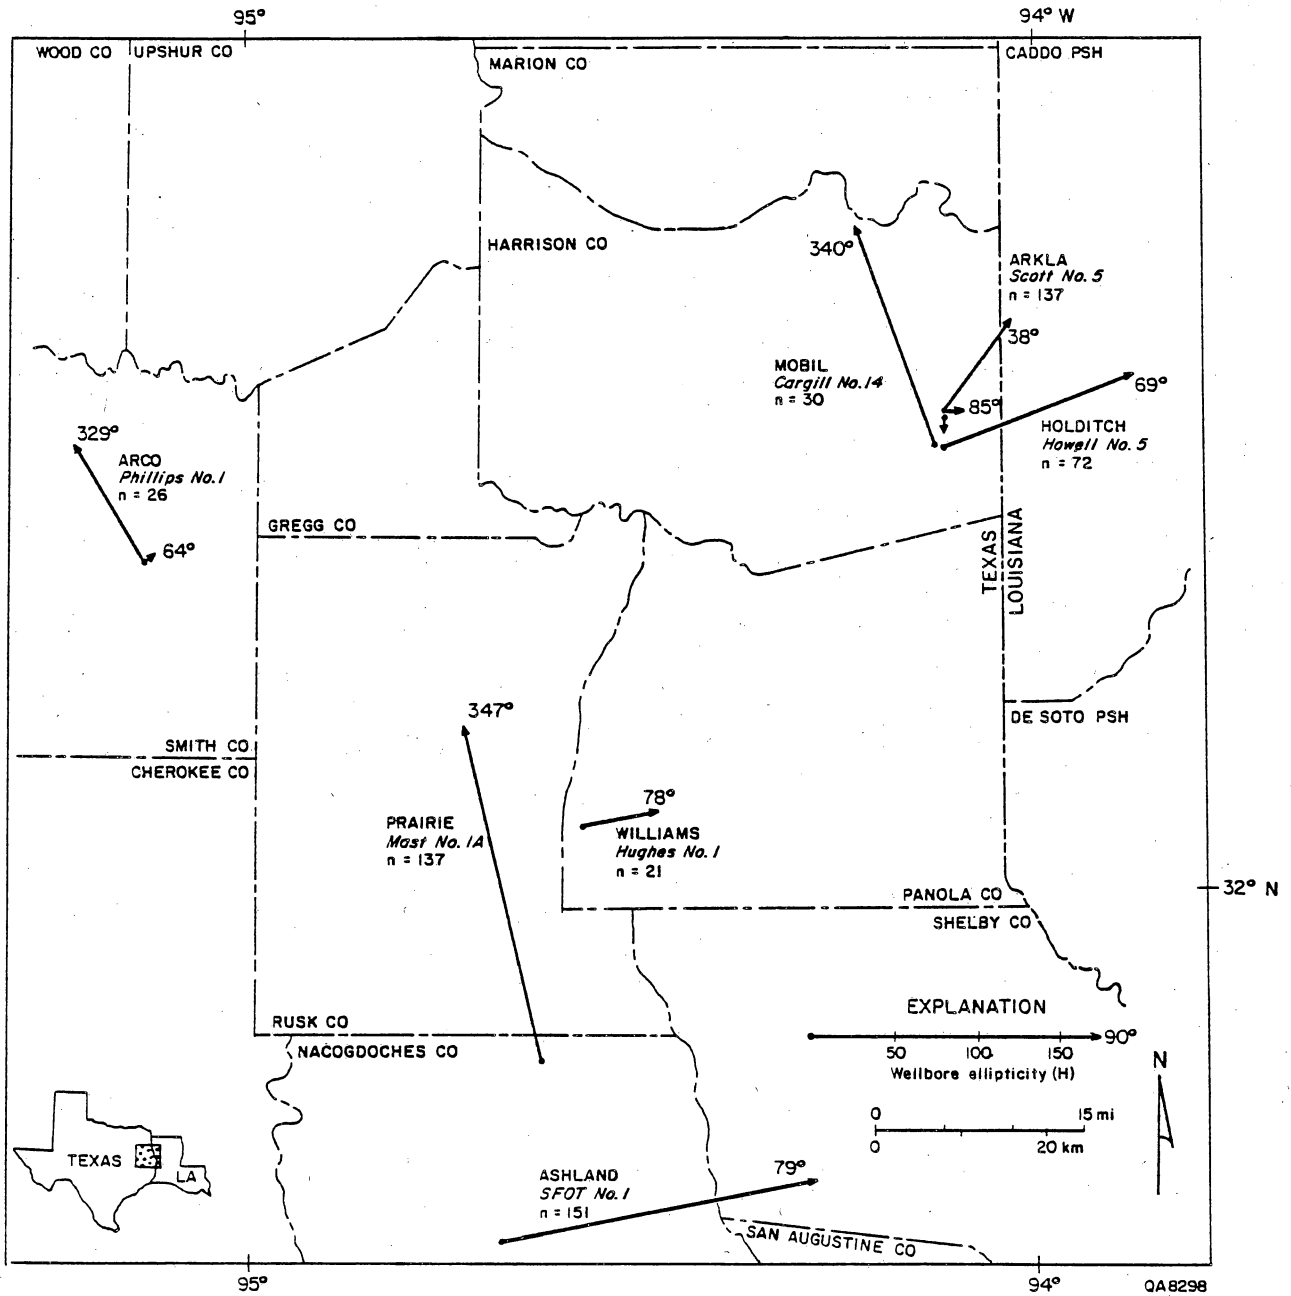 95°
94° W
WOOD CO
UPSHUR CO
MARION CO
CADDO PSH
HARRISON CO
340°
ARKLA
Scott No. 5
n = 137
38°
MOBIL
Cargill No. 14
n = 30
85°
69°
HOLDITCH
Howell No. 5
n = 72
329°
ARCO
Phillips No. 1
n = 26
64°
GREGG CO
TEXAS
LOUISIANA
347°
DE SOTO PSH
SMITH CO
CHEROKEE CO
78°
PRAIRIE
Mast No. 1A
n = 137
WILLIAMS
Hughes No. 1
n = 21
32° N
PANOLA CO
SHELBY CO
EXPLANATION
90°
50 100 150
Wellbore ellipticity (H)
N
RUSK CO
NACOGDOCHES CO
0 15 mi
0 20 km
TEXAS
LA
ASHLAND
SFOT No. 1
n = 151
79°
SAN AUGUSTINE CO
95°
94°
QA8298